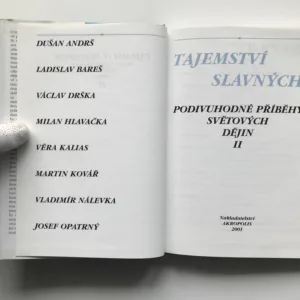 DUŠAN ANDRŠ
LADISLAV BAREŠ
VÁCLAV DRŠKA
MILAN HLAVAČKA
VĚRA KALIAS
MARTIN KOVÁŘ
VLADIMÍR NÁLEVKA
JOSEF OPATRNÝ
TAJEMSTVÍ
SLAVNÝCH
PODIVUHODNÉ PŘÍBĚHY
SVĚTOVÝCH
DĚJIN
II
Nakladatelství
AKROPOLIS
2001